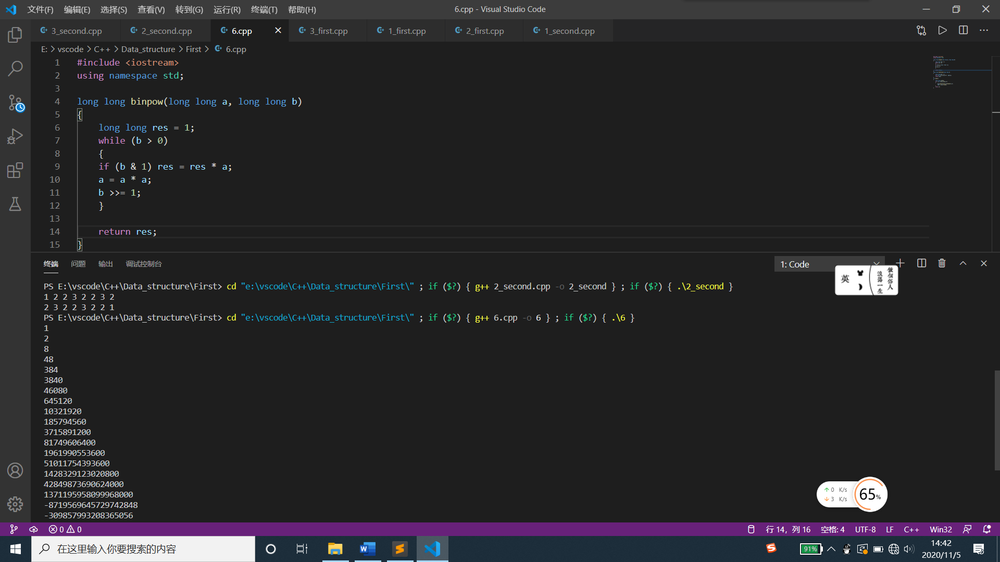 文件(F) 编辑(E) 选择(S) 查看(V) 转到(G) 运行(R) 终端(T) 帮助(H) 6.cpp - Visual Studio Code
3_second.cpp 2_second.cpp 6.cpp 3_first.cpp 1_first.cpp 2_first.cpp 1_second.cpp
E: > vscode > C++ > Data_structure > First > 6.cpp
1 #include <iostream>
2 using namespace std;
3
4 long long binpow(long long a, long long b)
5 {
6 long long res = 1;
7 while (b > 0)
8 {
9 if (b & 1) res = res * a;
10 a = a * a;
11 b >>= 1;
12 }
13
14 return res;
15 }
终端 问题 输出 调试控制台 1: Code
英 做个俗人 浪荡一生
PS E:\vscode\C++\Data_structure\First> cd "e:\vscode\C++\Data_structure\First\" ; if ($?) { g++ 2_second.cpp -o 2_second } ; if ($?) { .\2_second }
1 2 2 3 2 2 3 2
2 3 2 2 3 2 2 1
PS E:\vscode\C++\Data_structure\First> cd "e:\vscode\C++\Data_structure\First\" ; if ($?) { g++ 6.cpp -o 6 } ; if ($?) { .\6 }
1
2
8
48
384
3840
46080
645120
10321920
185794560
3715891200
81749606400
1961990553600
51011754393600
1428329123020800
42849873690624000
1371195958099968000
-8719569645729742848
-309857993208365056
↑ 0 K/s
↓ 3 K/s
65%
0 0 行 14，列 16 空格: 4 UTF-8 LF C++ Win32
在这里输入你要搜索的内容 91% 14:42
2020/11/5